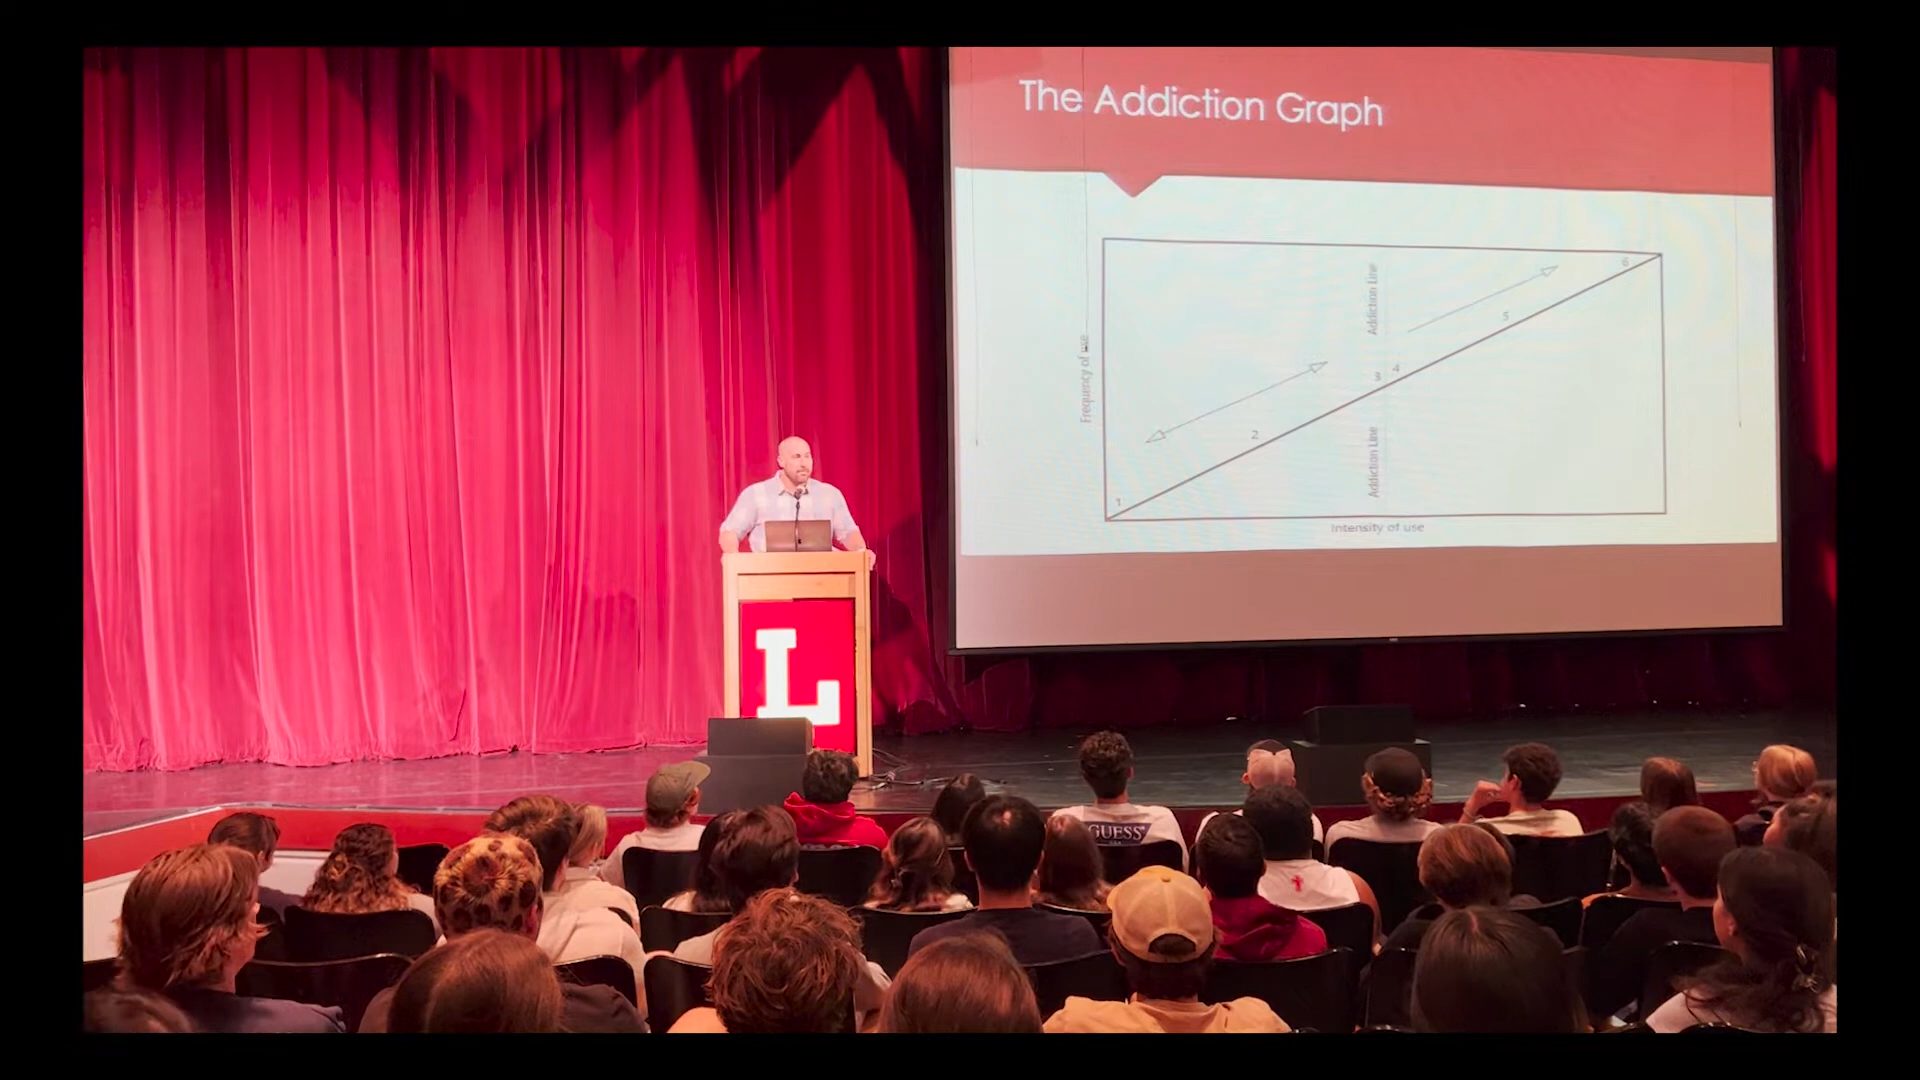 The Addiction Graph
Frequency of use
Addiction Line
Addiction Line
1
2
3
4
5
6
Intensity of use
L
GUESS